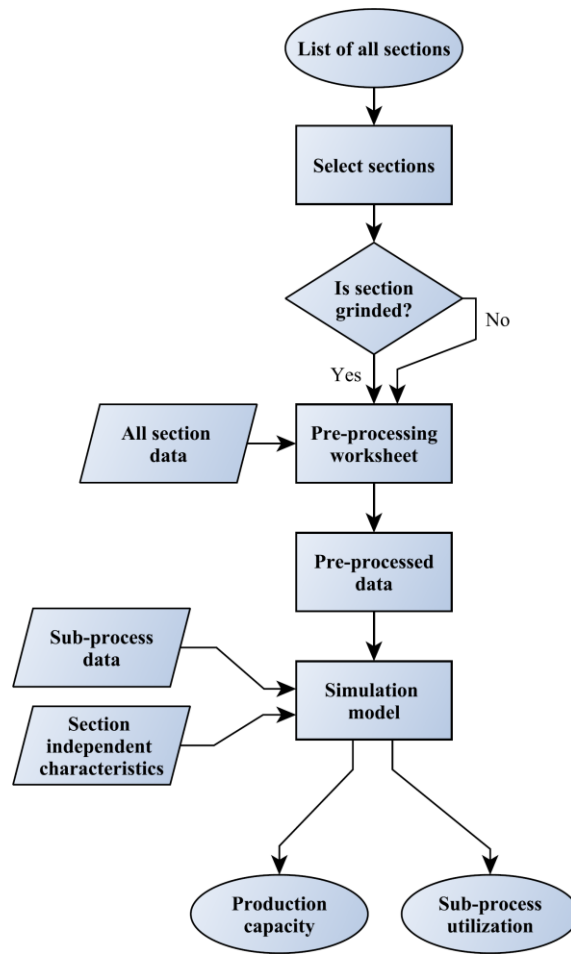 List of all sections
Select sections
Is section
grinded?
No
Yes
All section
data
Pre-processing
worksheet
Pre-processed
data
Sub-process
data
Simulation
model
Section
independent
characteristics
Production
capacity
Sub-process
utilization